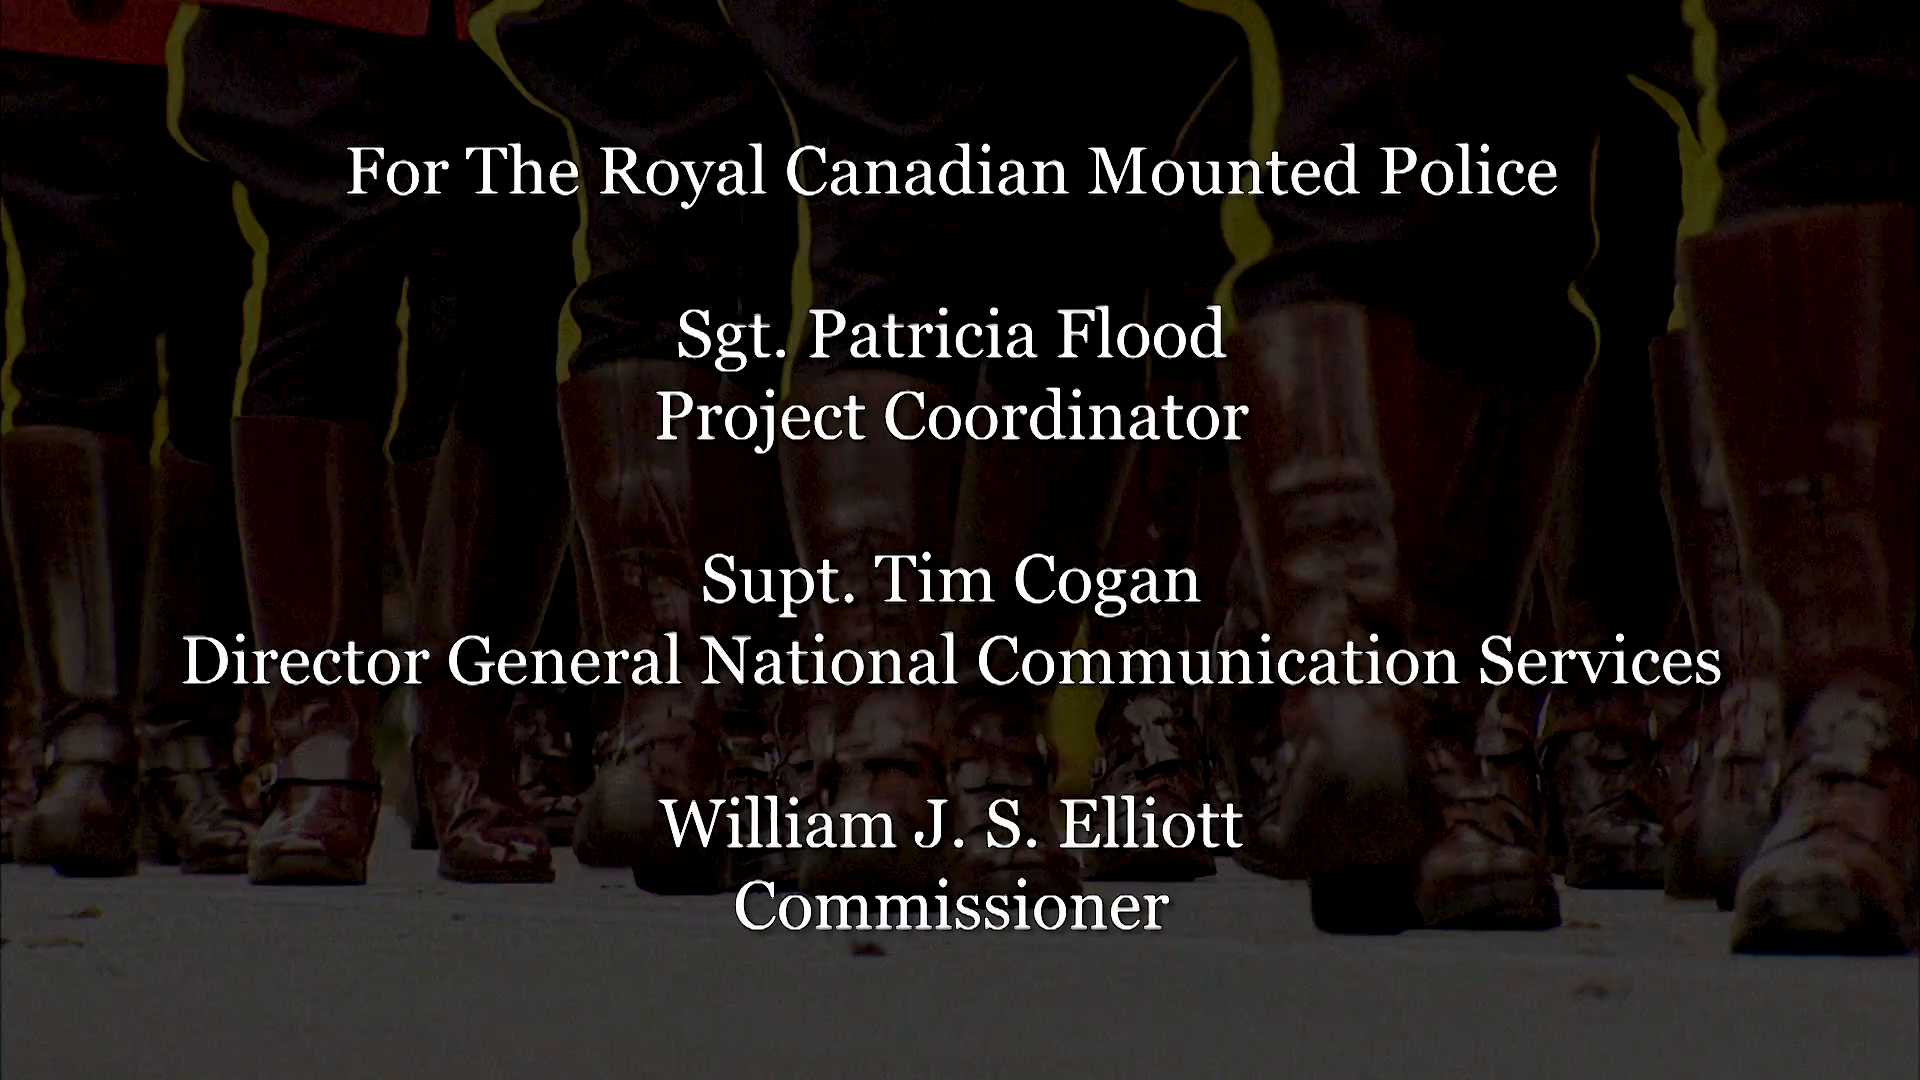 For The Royal Canadian Mounted Police
Sgt. Patricia Flood
Project Coordinator
Supt. Tim Cogan
Director General National Communication Services
William J. S. Elliott
Commissioner